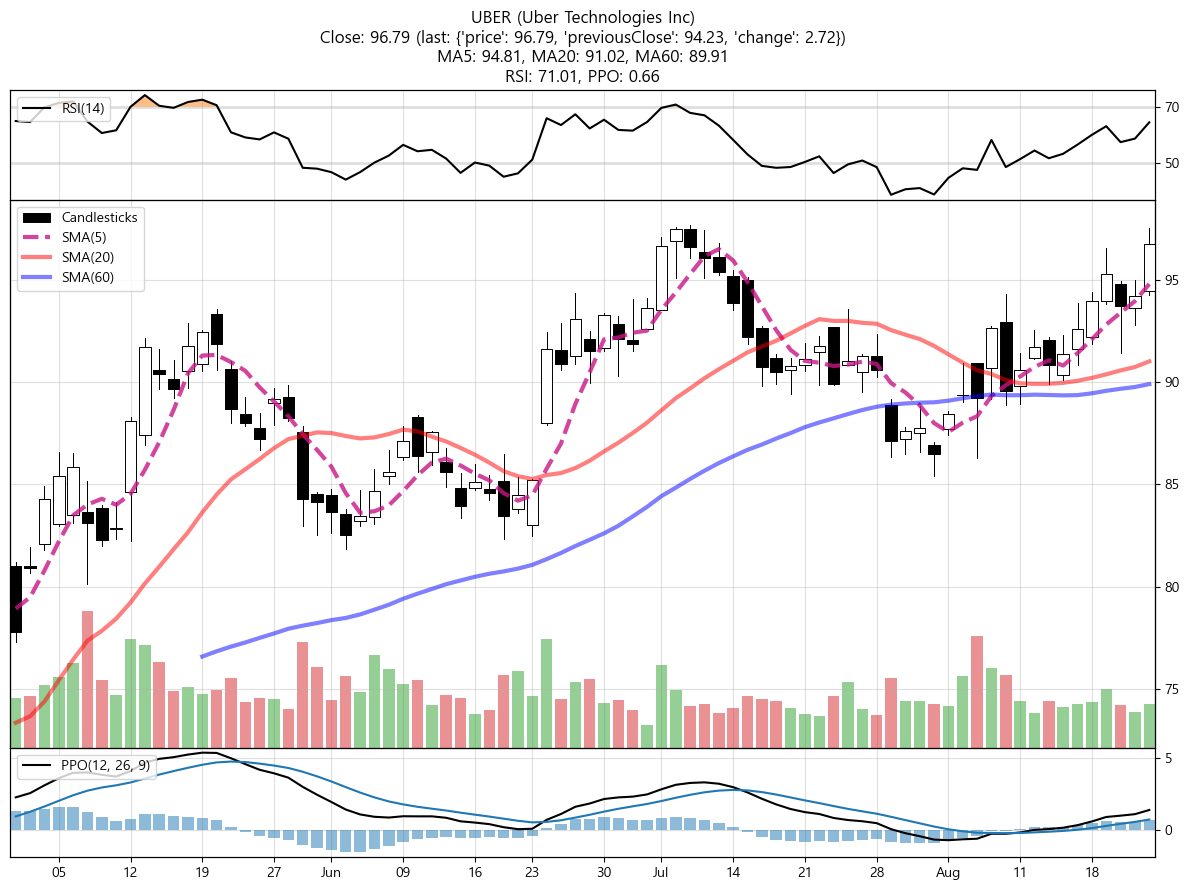 UBER (Uber Technologies Inc)
Close: 96.79 (last: {'price': 96.79, 'previousClose': 94.23, 'change': 2.72})
MA5: 94.81, MA20: 91.02, MA60: 89.91
RSI: 71.01, PPO: 0.66
RSI(14)
70
50
Candlesticks
SMA(5)
SMA(20)
SMA(60)
95
90
85
80
75
PPO(12, 26, 9)
5
0
05 12 19 27 Jun 09 16 23 30 Jul 14 21 28 Aug 11 18